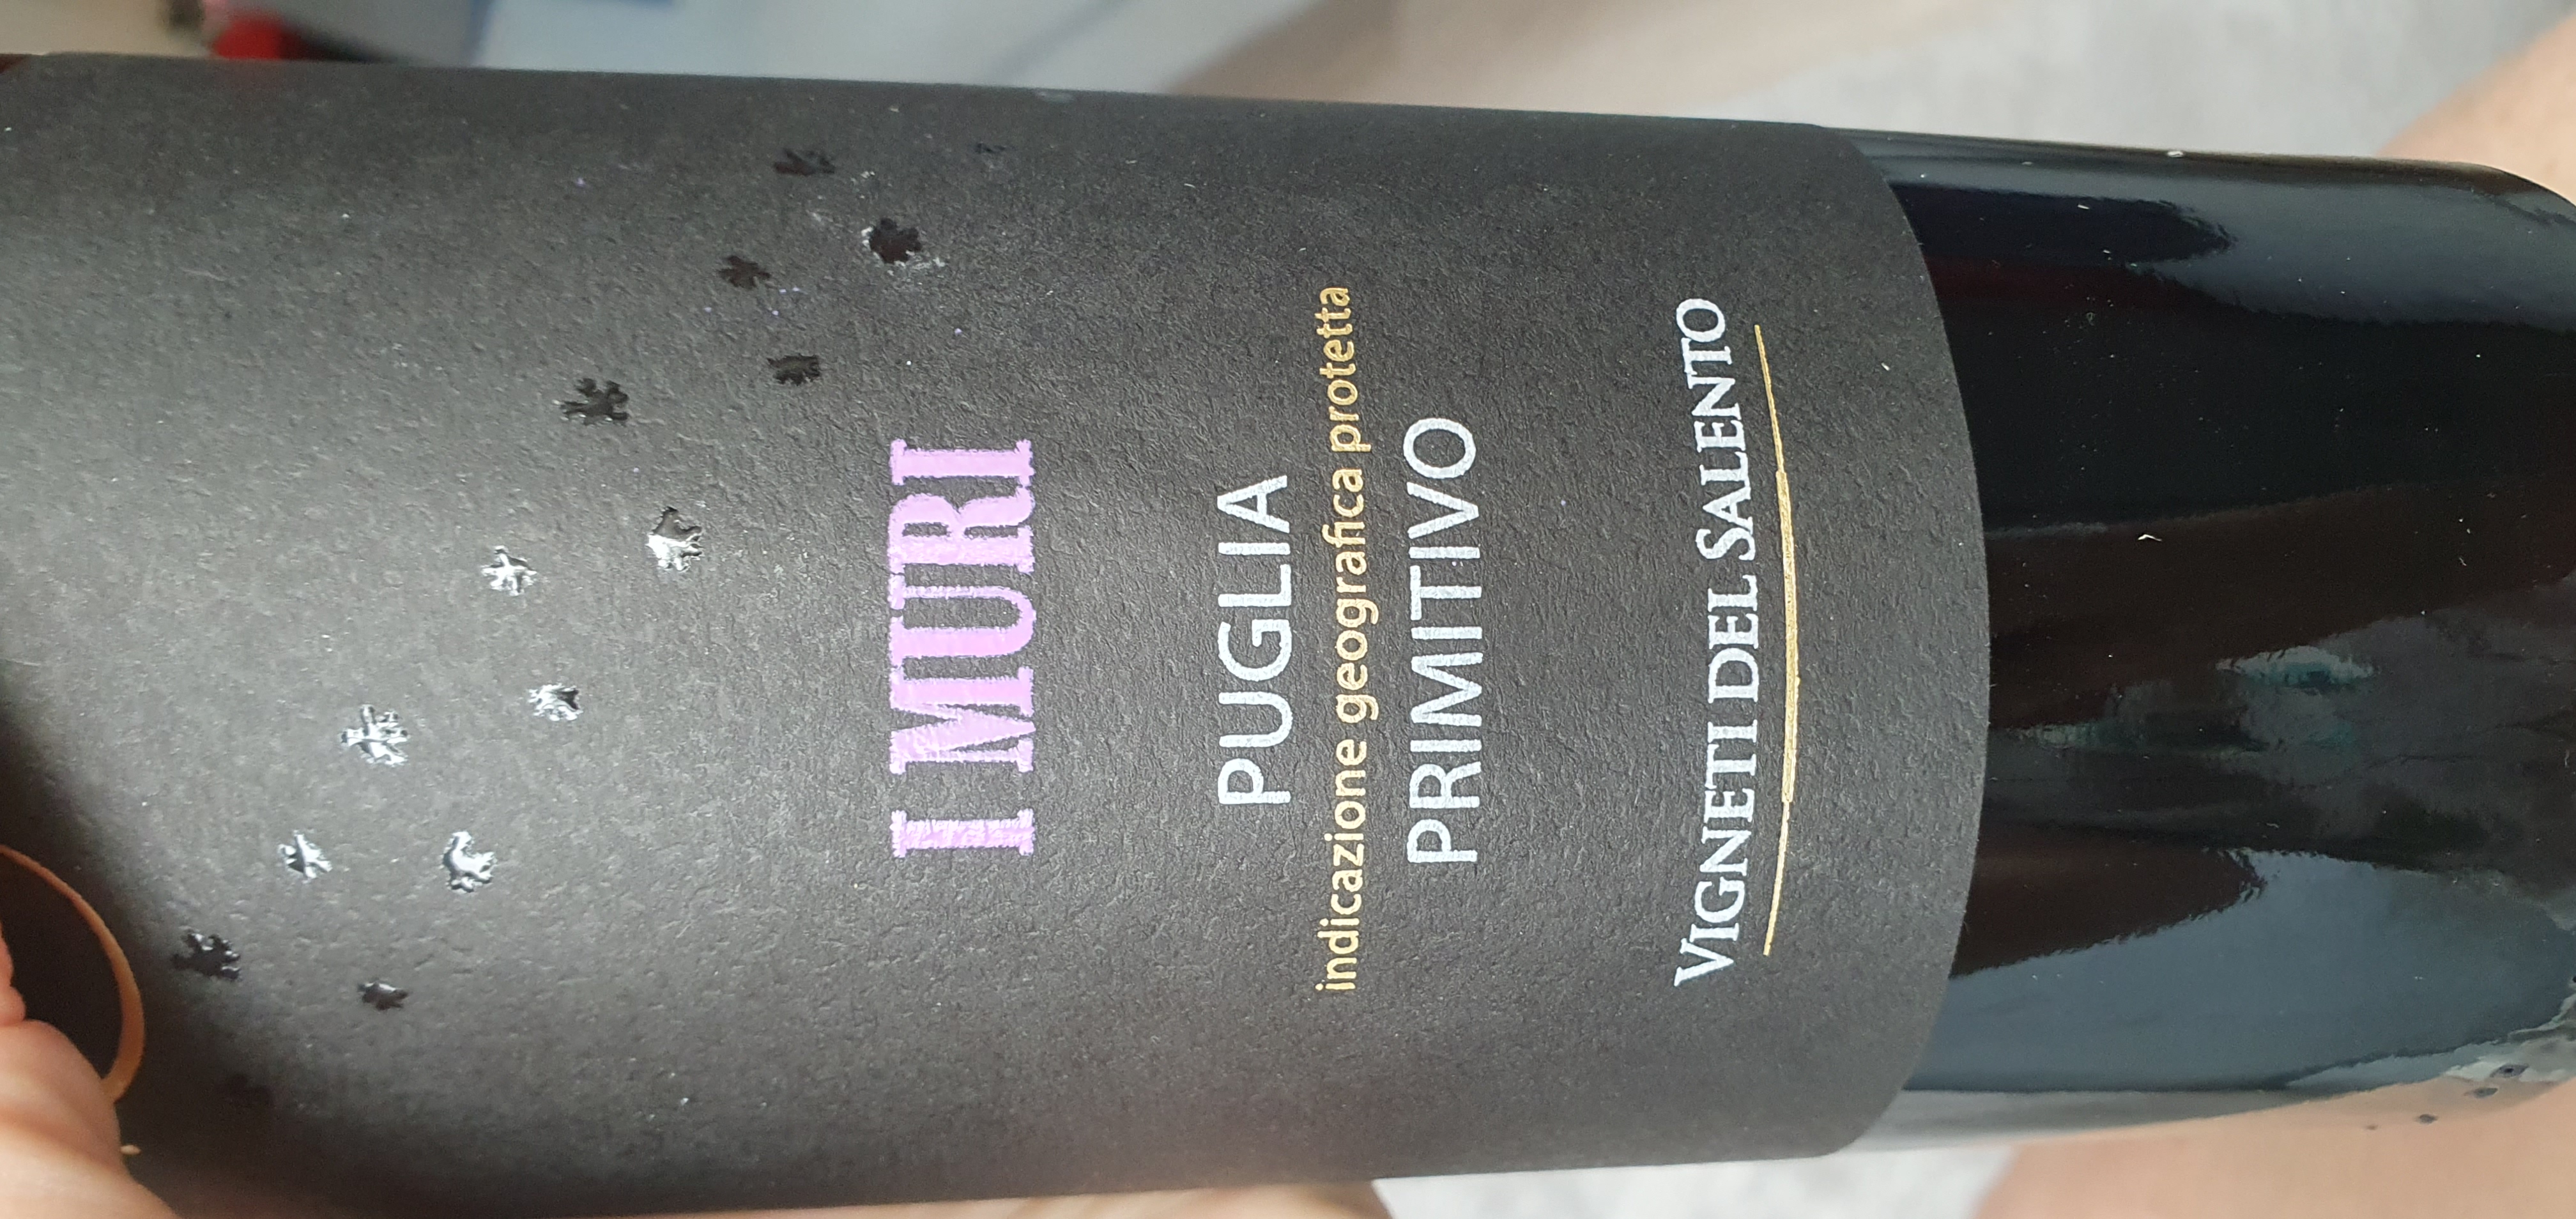 I MURI
PUGLIA
indicazione geografica protetta
PRIMITIVO
VIGNETI DEL SALENTO